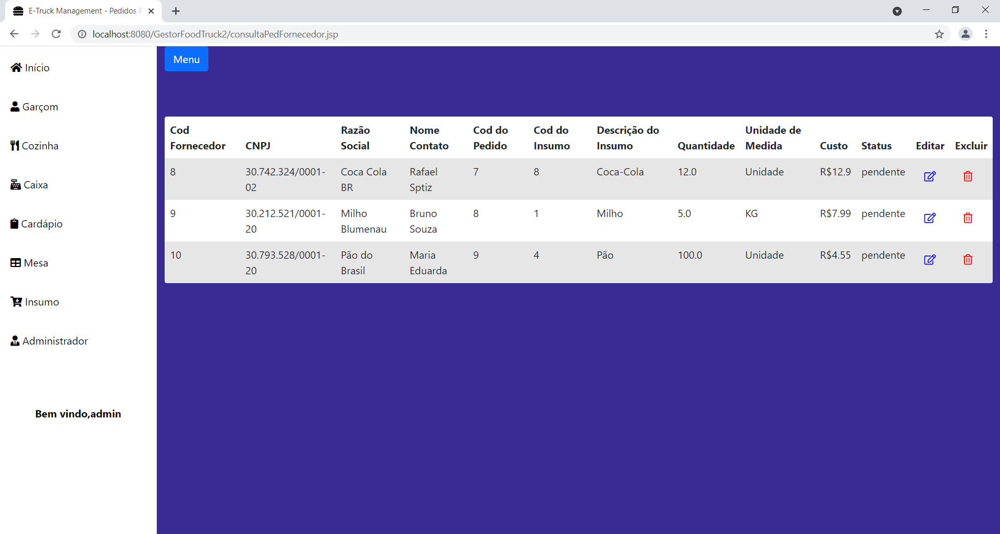 E-Truck Management - Pedidos P
localhost:8080/GestorFoodTruck2/consultaPedFornecedor.jsp
Início
Garçom
Cozinha
Caixa
Cardápio
Mesa
Insumo
Administrador
Bem vindo,admin
Menu
Cod Razão Nome Cod do Cod do Descrição do Unidade de
Fornecedor CNPJ Social Contato Pedido Insumo Insumo Quantidade Medida Custo Status Editar Excluir
8 30.742.324/0001- Coca Cola Rafael 7 8 Coca-Cola 12.0 Unidade R$12.9 pendente
02 BR Sptiz
9 30.212.521/0001- Milho Bruno 8 1 Milho 5.0 KG R$7.99 pendente
20 Blumenau Souza
10 30.793.528/0001- Pão do Maria 9 4 Pão 100.0 Unidade R$4.55 pendente
20 Brasil Eduarda